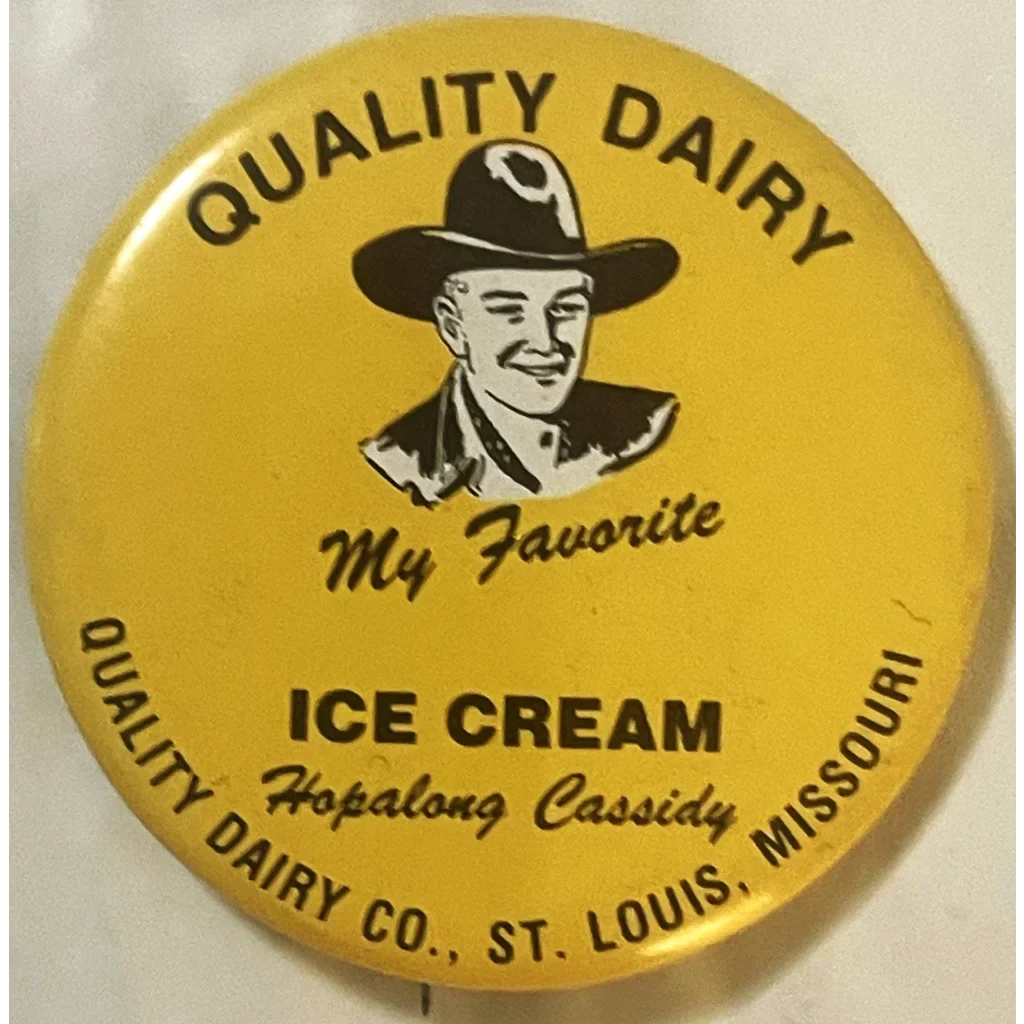 QUALITY DAIRY
My Favorite
ICE CREAM
Hopalong Cassidy
QUALITY DAIRY CO., ST. LOUIS, MISSOURI